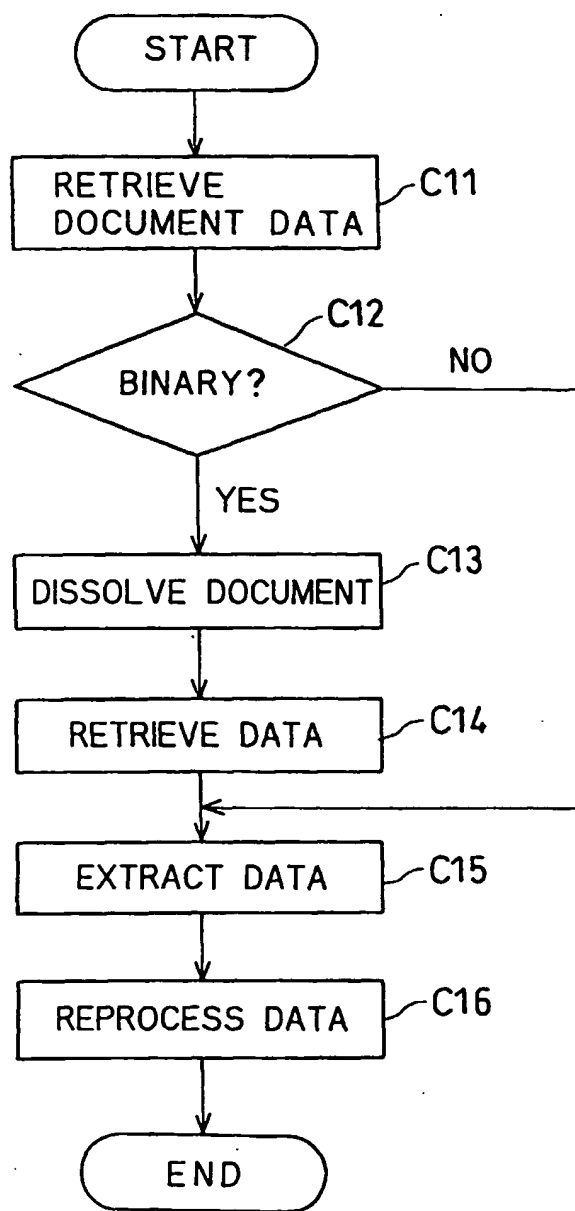 START
RETRIEVE
DOCUMENT DATA
C11
C12
BINARY?
NO
YES
C13
DISSOLVE DOCUMENT
C14
RETRIEVE DATA
EXTRACT DATA
C15
REPROCESS DATA
C16
END